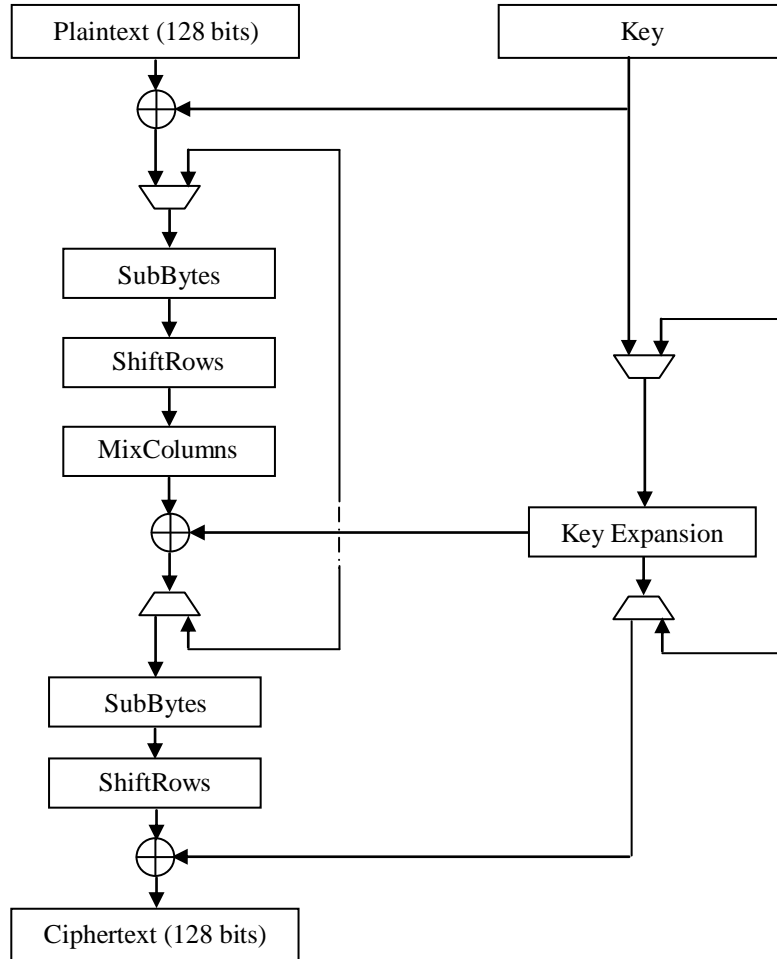 Plaintext (128 bits)
Key
SubBytes
ShiftRows
MixColumns
Key Expansion
SubBytes
ShiftRows
Ciphertext (128 bits)